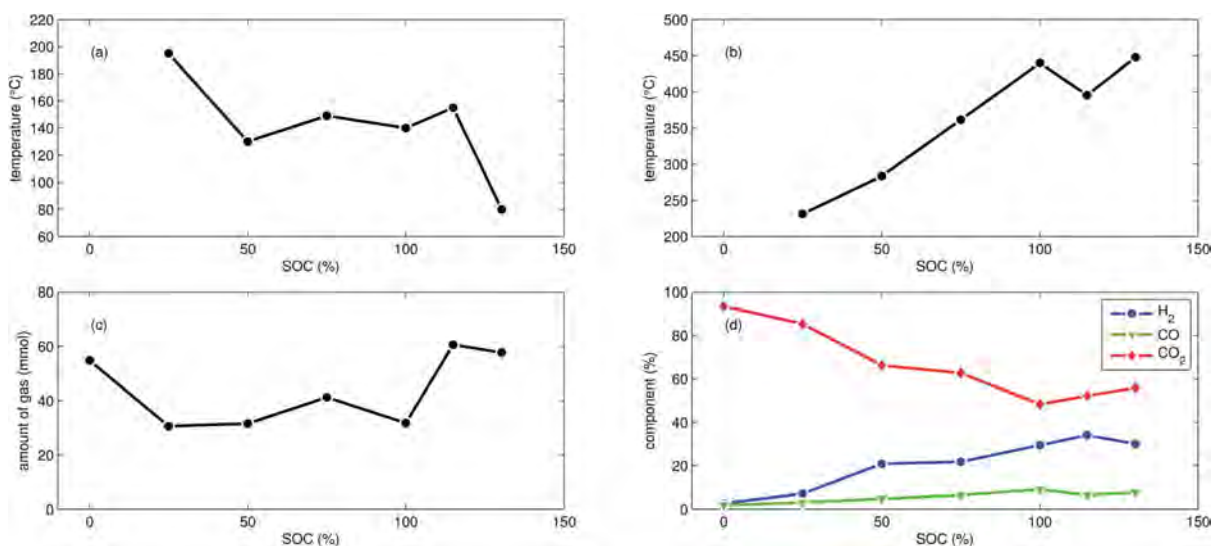 220
200
180
160
140
120
100
80
60
temperature (°C)
(a)
0
50
100
150
SOC (%)
500
450
400
350
300
250
200
temperature (°C)
(b)
0
50
100
150
SOC (%)
80
60
40
20
0
amount of gas (mmol)
(c)
0
50
100
150
SOC (%)
100
80
60
40
20
0
component (%)
(d)
H2
CO
CO2
0
50
100
150
SOC (%)